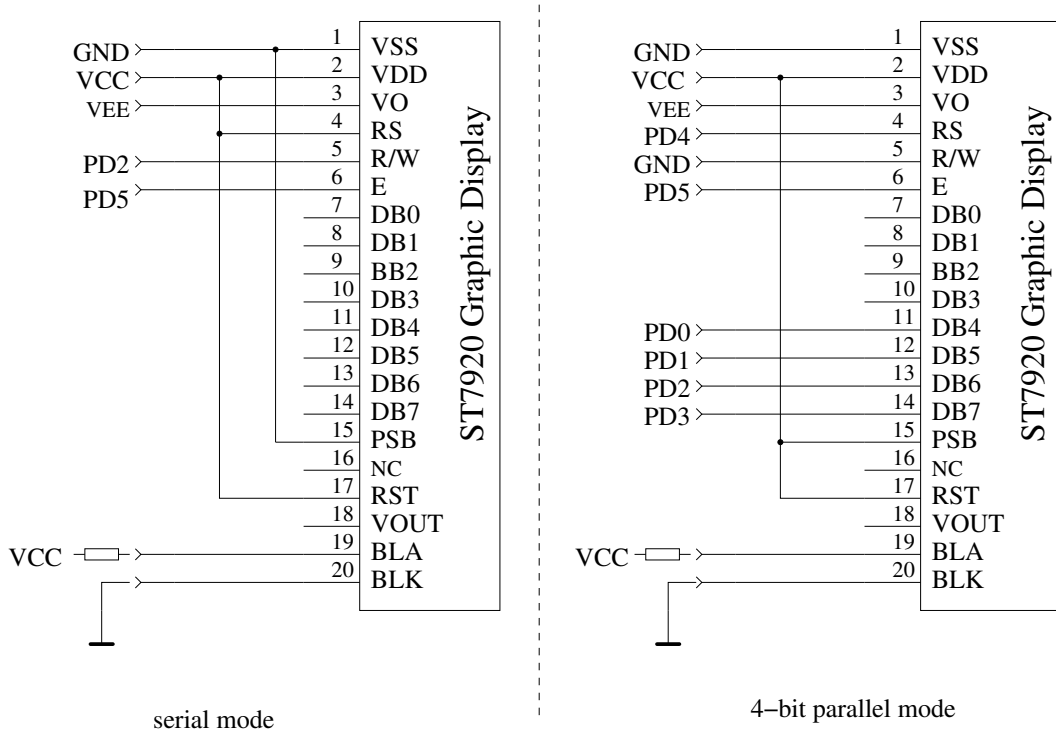 GND 1 VSS
VCC 2 VDD
VEE 3 VO
4 RS
PD2 5 R/W
PD5 6 E
7 DB0
8 DB1
9 BB2
10 DB3
11 DB4
12 DB5
13 DB6
14 DB7
15 PSB
16 NC
17 RST
18 VOUT
VCC 19 BLA
20 BLK
ST7920 Graphic Display
serial mode
GND 1 VSS
VCC 2 VDD
VEE 3 VO
PD4 4 RS
GND 5 R/W
PD5 6 E
7 DB0
8 DB1
9 BB2
10 DB3
PD0 11 DB4
PD1 12 DB5
PD2 13 DB6
PD3 14 DB7
15 PSB
16 NC
17 RST
18 VOUT
VCC 19 BLA
20 BLK
ST7920 Graphic Display
4−bit parallel mode